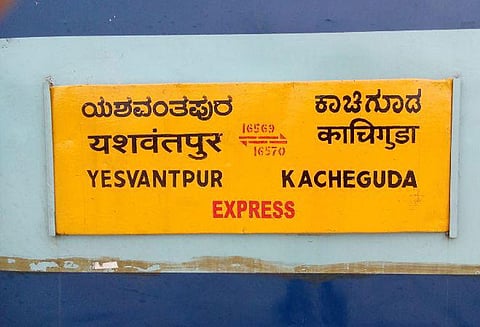 ಯಶವಂತಪುರ 16569 ಕಾಚಿಗೂಡ
यशवंतपुर 16570 काचिगुडा
YESVANTPUR KACHEGUDA
EXPRESS